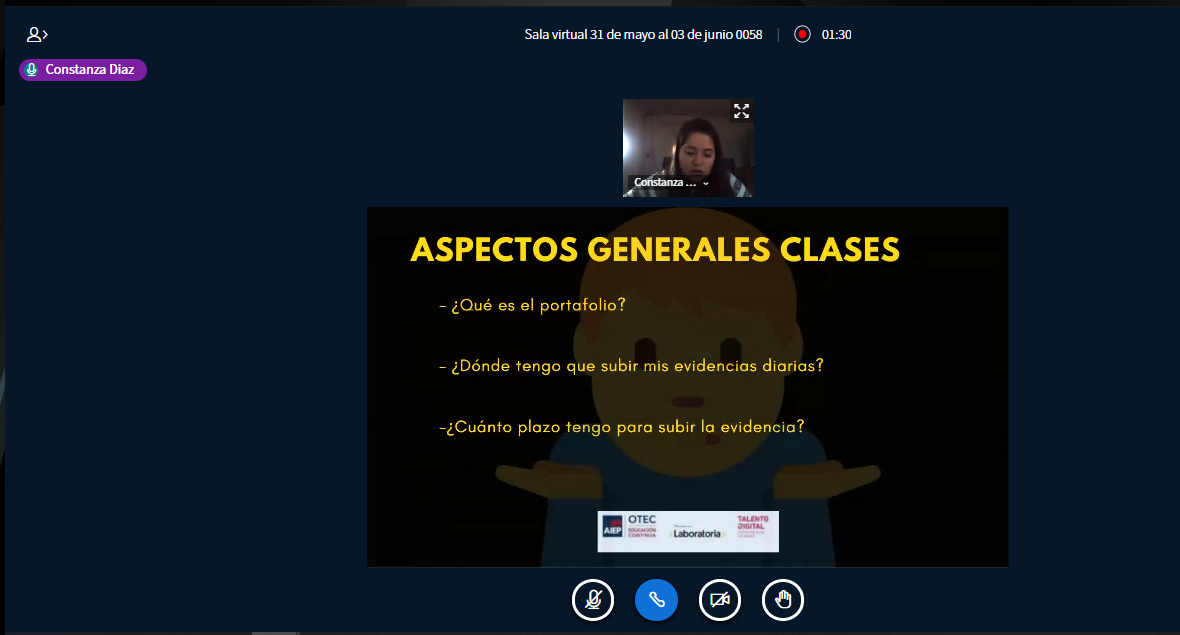 Sala virtual 31 de mayo al 03 de junio 0058
01:30
Constanza Diaz
Constanza ...
ASPECTOS GENERALES CLASES
- ¿Qué es el portafolio?
- ¿Dónde tengo que subir mis evidencias diarias?
-¿Cuánto plazo tengo para subir la evidencia?
AIEP
OTEC
EDUCACIÓN
CONTINUA
Laboratoria
TALENTO
DIGITAL